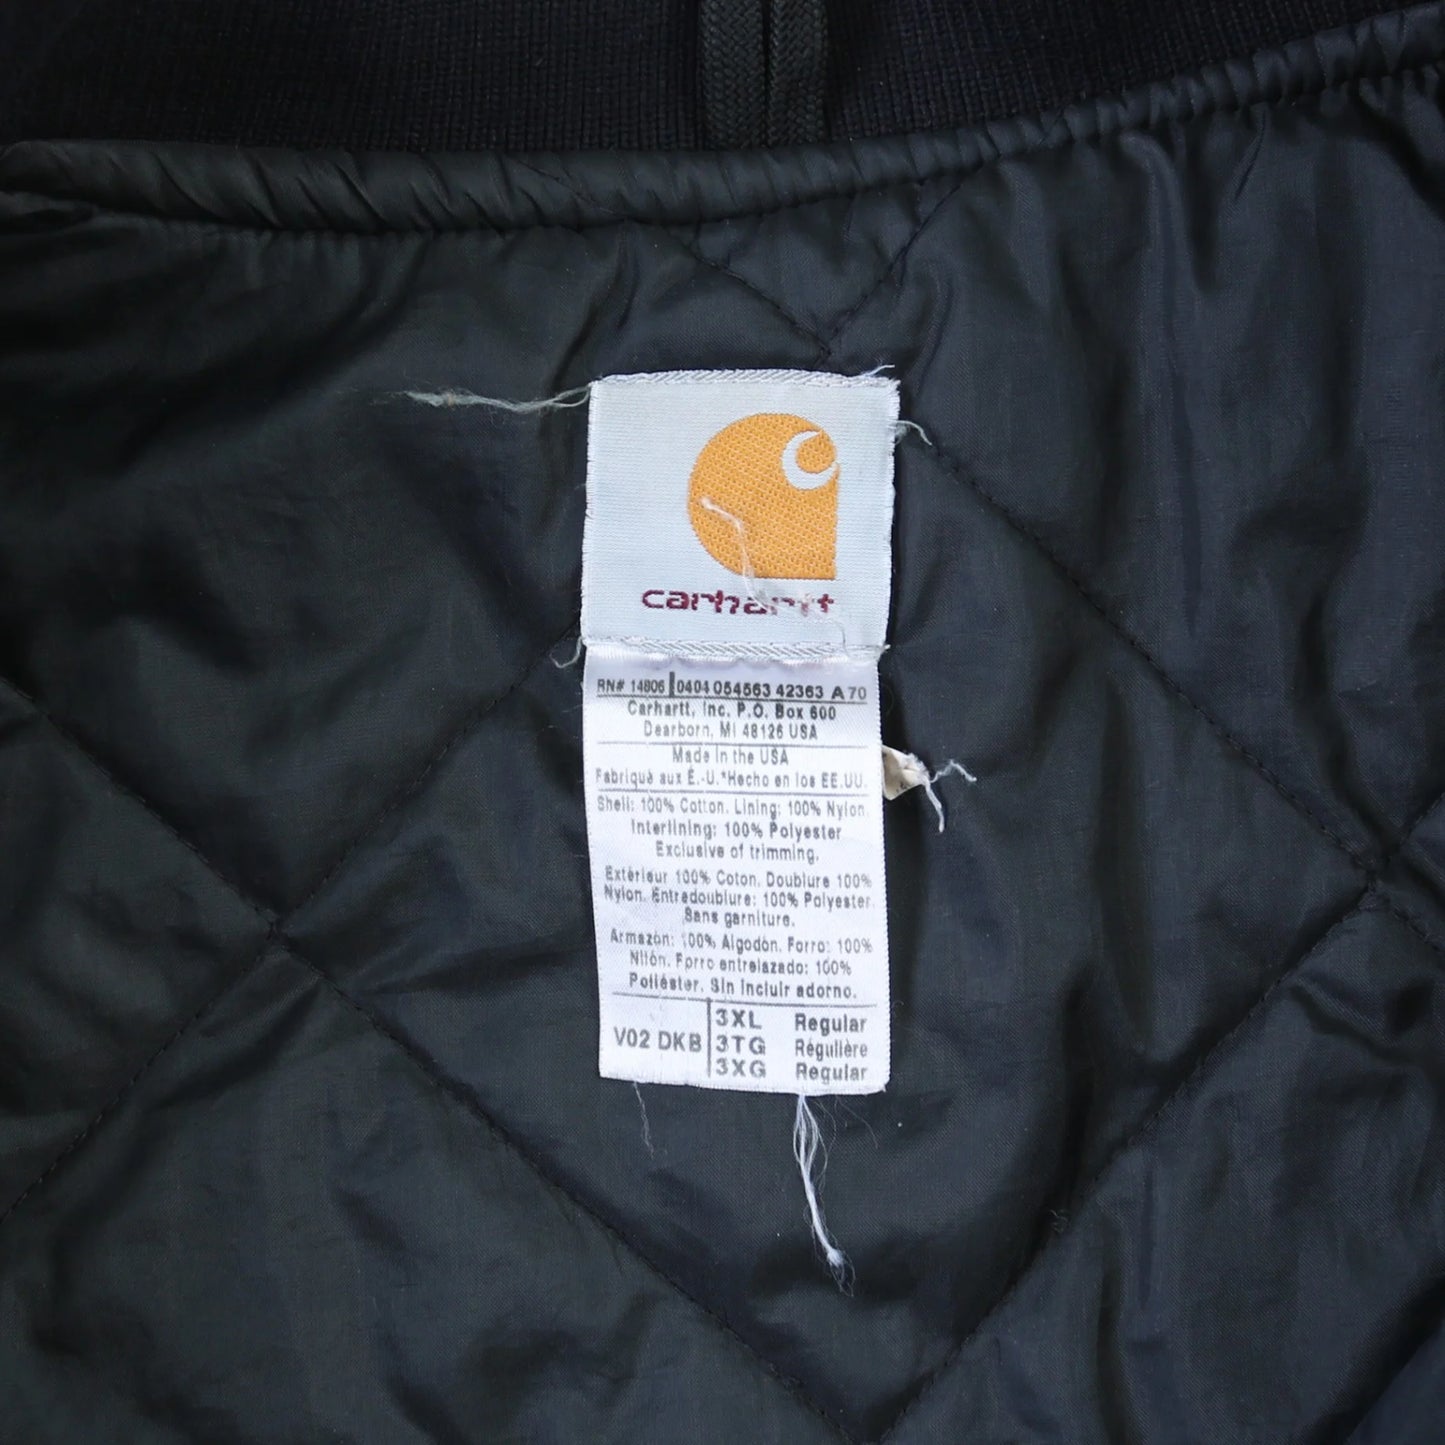 carhartt
RN# 14806 0404 054563 42363 A 70
Carhartt, Inc. P.O. Box 600
Dearborn, MI 48126 USA
Made in the USA
Fabriquè aux É.-U.*Hecho en los EE.UU.
Shell: 100% Cotton. Lining: 100% Nylon.
Interlining: 100% Polyester
Exclusive of trimming.
Extérieur 100% Coton. Doublure 100%
Nylon. Entredoublure: 100% Polyester.
Sans garniture.
Armazón: 100% Algodón. Forro: 100%
Nilón. Forro entrelazado: 100%
Poliéster. Sin incluir adorno.
V02 DKB
3XL Regular
3TG Régulière
3XG Regular